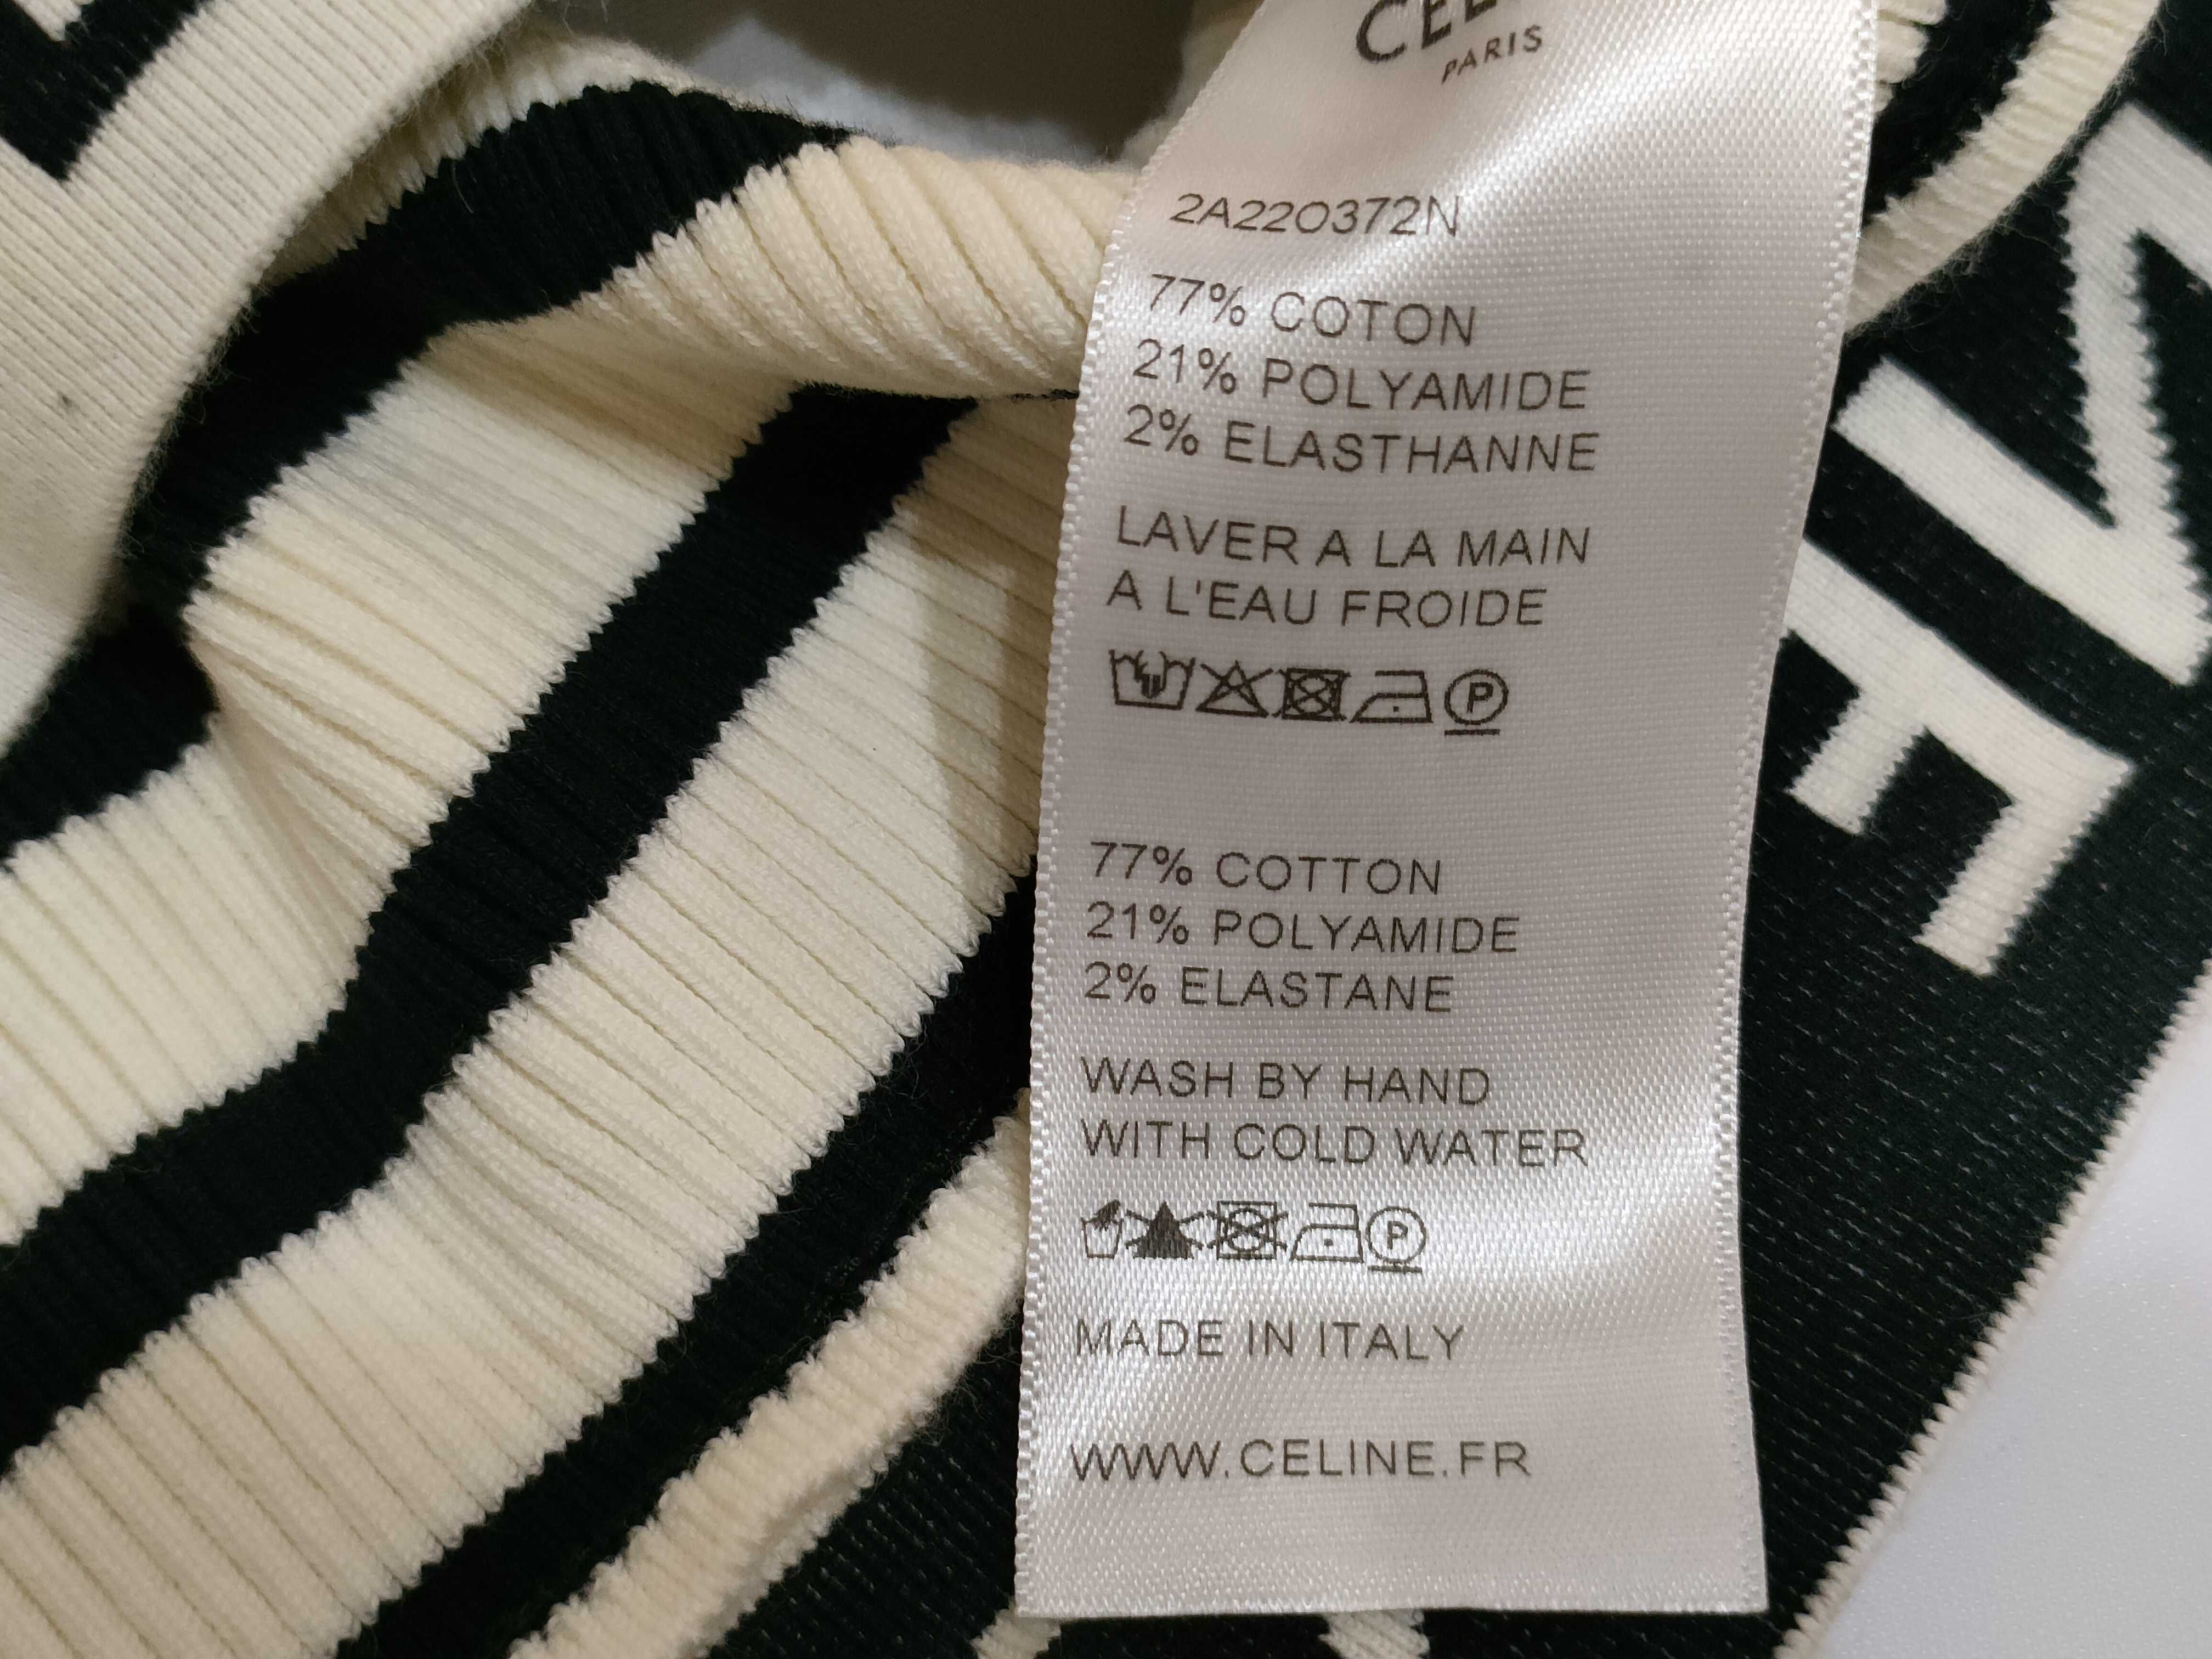 PARIS
2A220372N
77% COTON
21% POLYAMIDE
2% ELASTHANNE
LAVER A LA MAIN
A L'EAU FROIDE
P
77% COTTON
21% POLYAMIDE
2% ELASTANE
WASH BY HAND
WITH COLD WATER
P
MADE IN ITALY
WWW.CELINE.FR